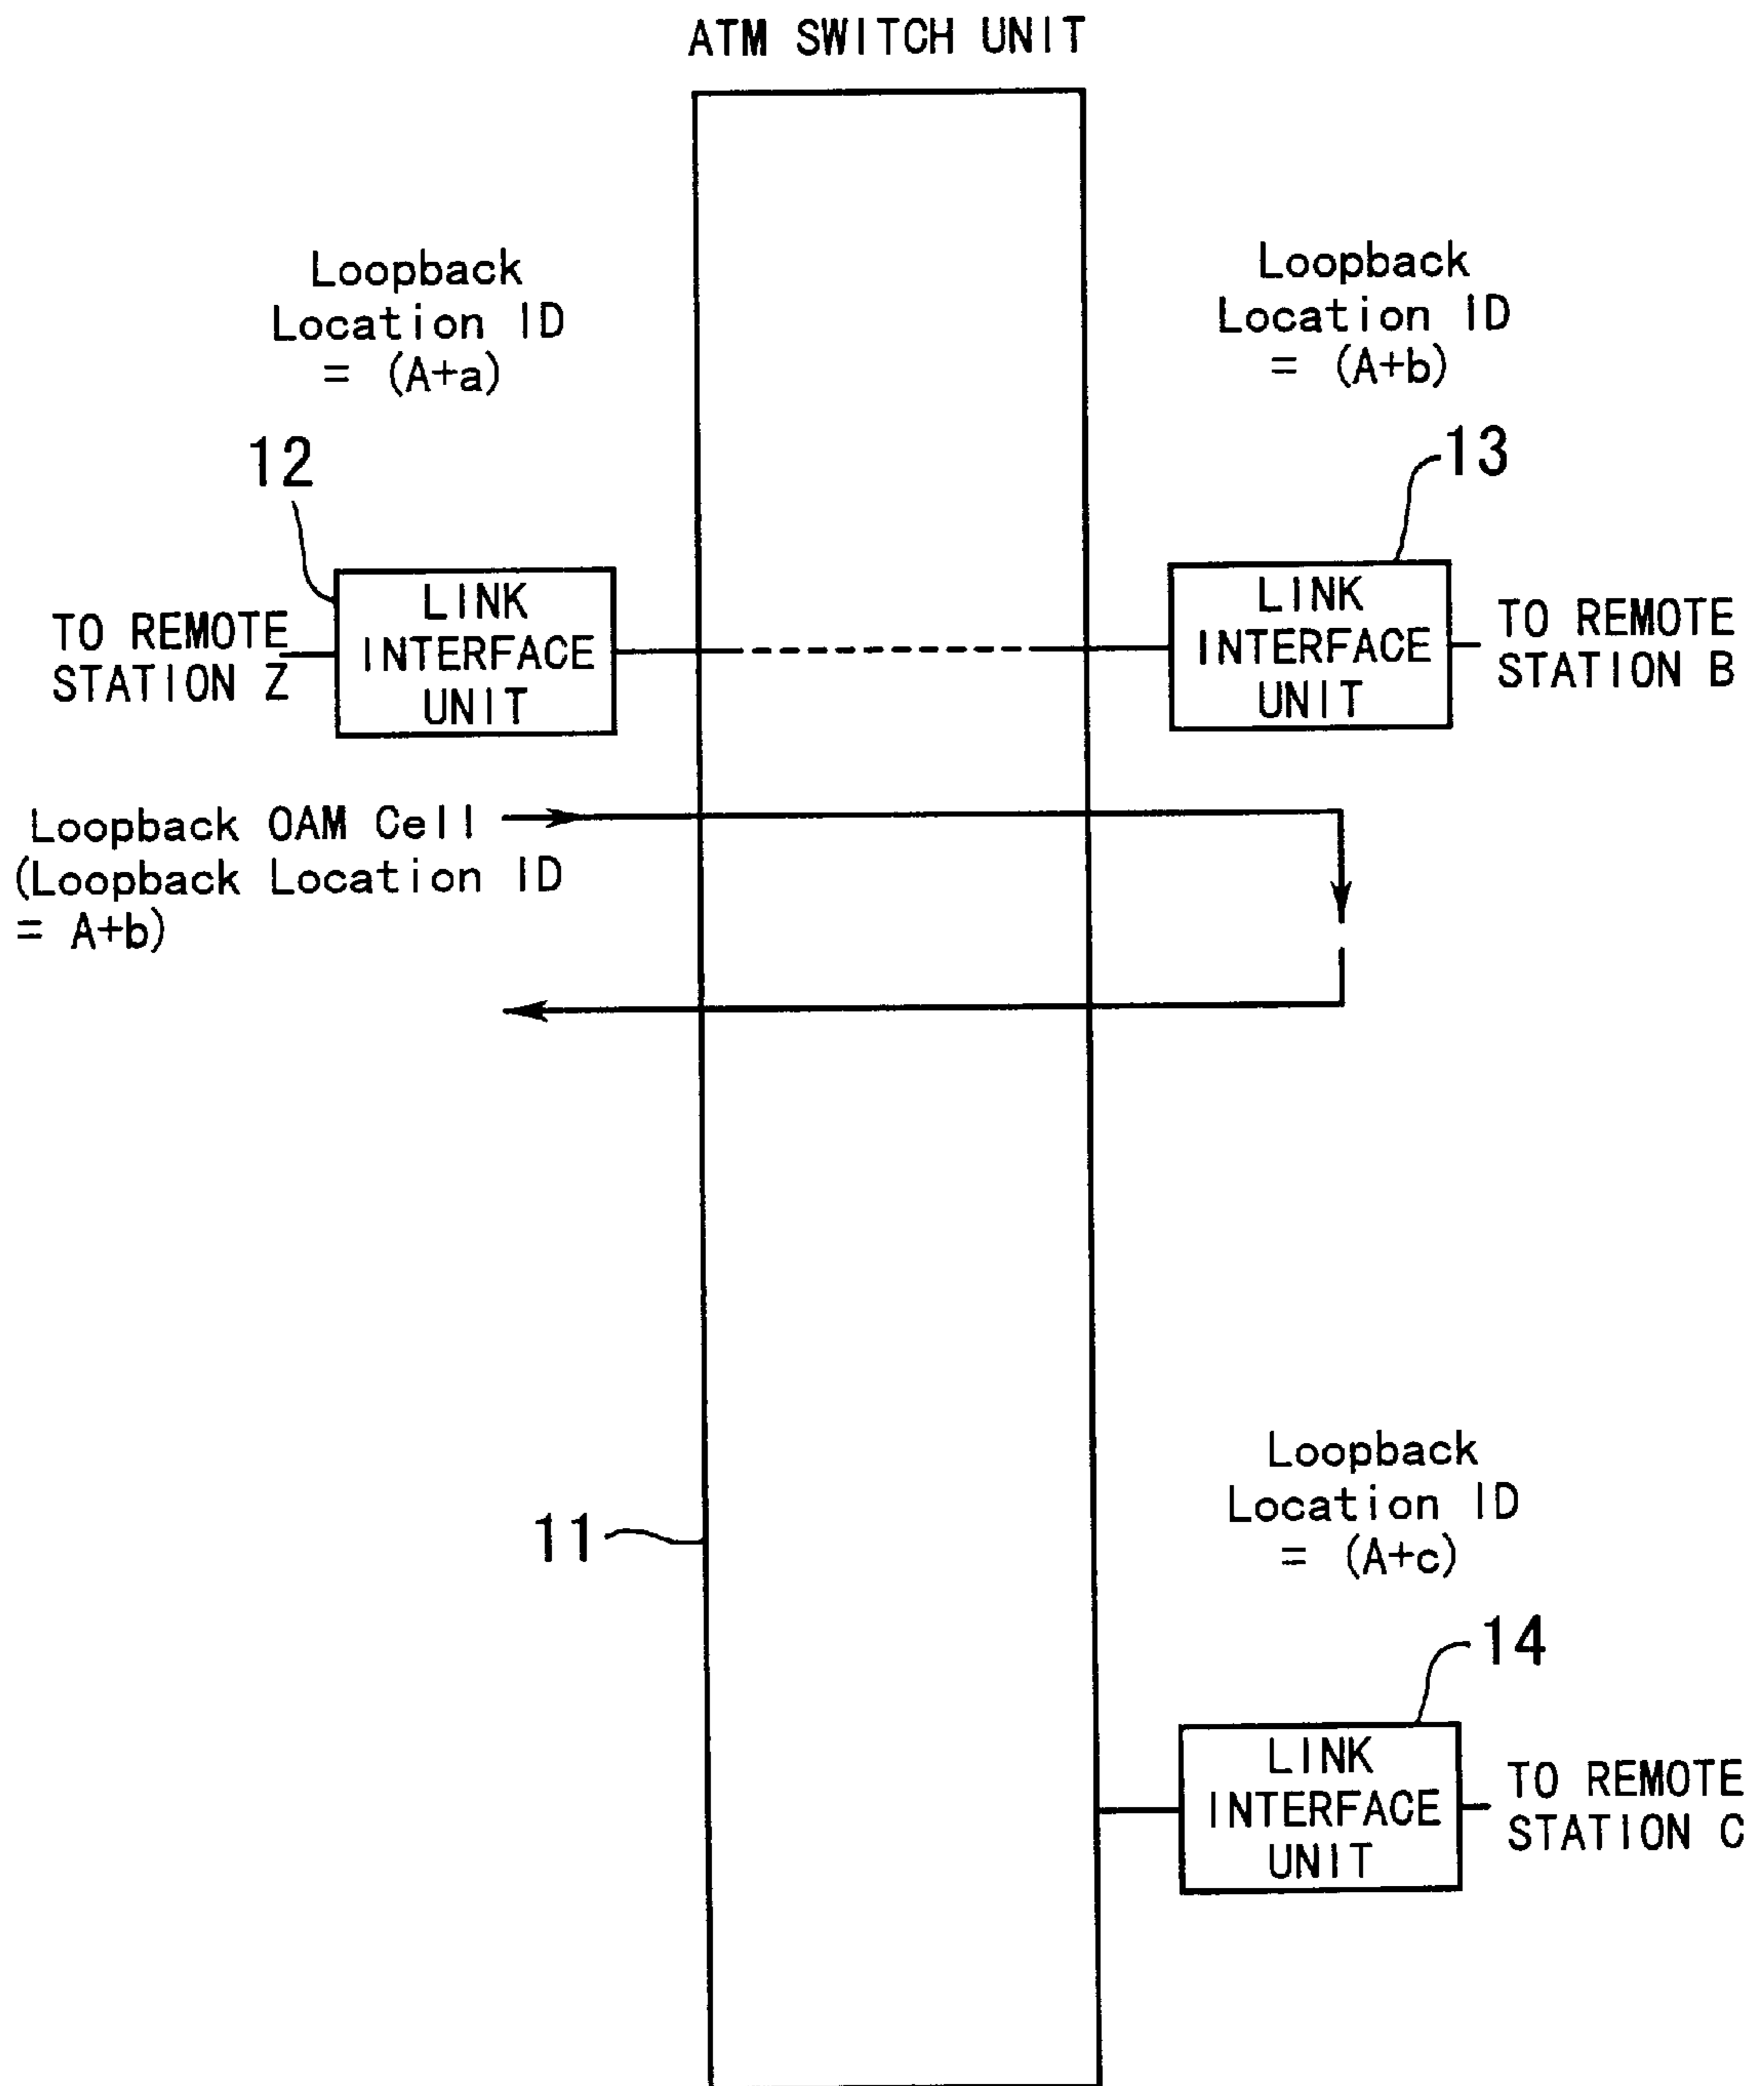 ATM SWITCH UNIT
Loopback
Location ID
= (A+a)
Loopback
Location ID
= (A+b)
12
13
TO REMOTE
STATION Z
LINK
INTERFACE
UNIT
LINK
INTERFACE
UNIT
TO REMOTE
STATION B
Loopback OAM Cell
(Loopback Location ID
= A+b)
11
Loopback
Location ID
= (A+c)
14
LINK
INTERFACE
UNIT
TO REMOTE
STATION C